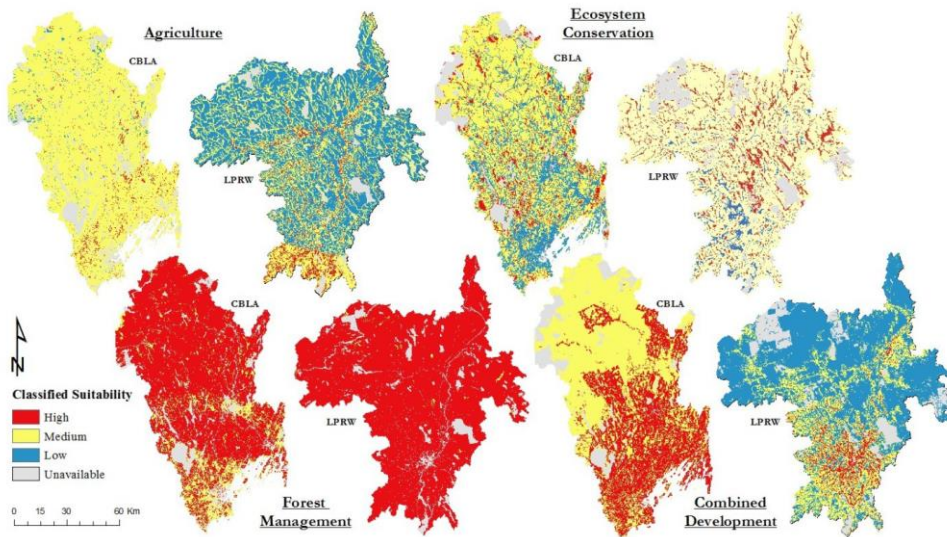 Agriculture
CBLA
LPRW
Ecosystem
Conservation
CBLA
LPRW
CBLA
LPRW
Forest
Management
CBLA
LPRW
Combined
Development
N
Classified Suitability
High
Medium
Low
Unavailable
0 15 30 60 Km